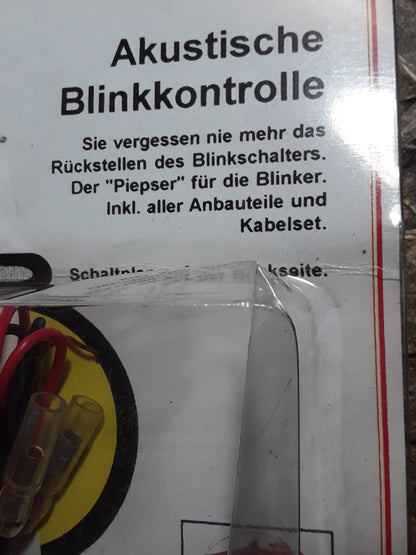 Akustische
Blinkkontrolle
Sie vergessen nie mehr das
Rückstellen des Blinkschalters.
Der "Piepser" für die Blinker.
Inkl. aller Anbauteile und
Kabelset.
der